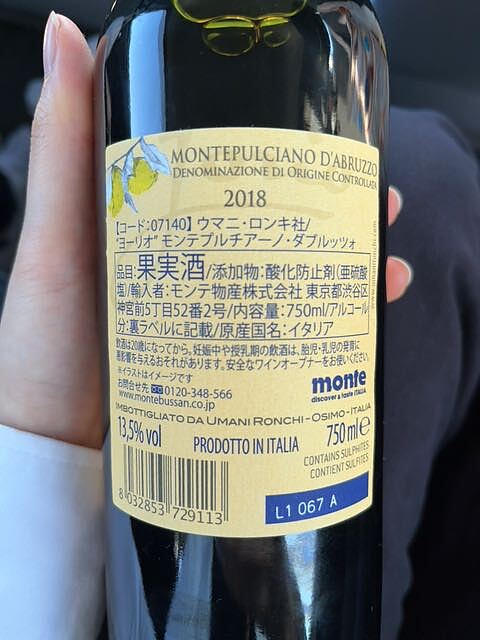 MONTEPULCIANO D'ABRUZZO
DENOMINAZIONE DI ORIGINE CONTROLLATA
2018
【コード:07140】ウマニ・ロンキ社/
"ヨーリオ" モンテプルチアーノ・ダブルッツォ
品目:果実酒/添加物:酸化防止剤(亜硫酸
塩)/輸入者:モンテ物産株式会社 東京都渋谷区
神宮前5丁目52番2号/内容量:750ml/アルコール
分:裏ラベルに記載/原産国名:イタリア
飲酒は20歳になってから。妊娠中や授乳期の飲酒は、胎児・乳児の発育に
悪影響を与えるおそれがあります。安全なワインオープナーをお使いください。
※イラストはイメージです
お問合せ先 0120-348-566
www.montebussan.co.jp
monte
discover & taste ITALIA
IMBOTTIGLIATO DA UMANI RONCHI-OSIMO-ITALIA
13,5% vol
PRODOTTO IN ITALIA
750 ml e
CONTAINS SULPHITES
CONTIENT SULFITES
8 032853 729113
L1 067 A